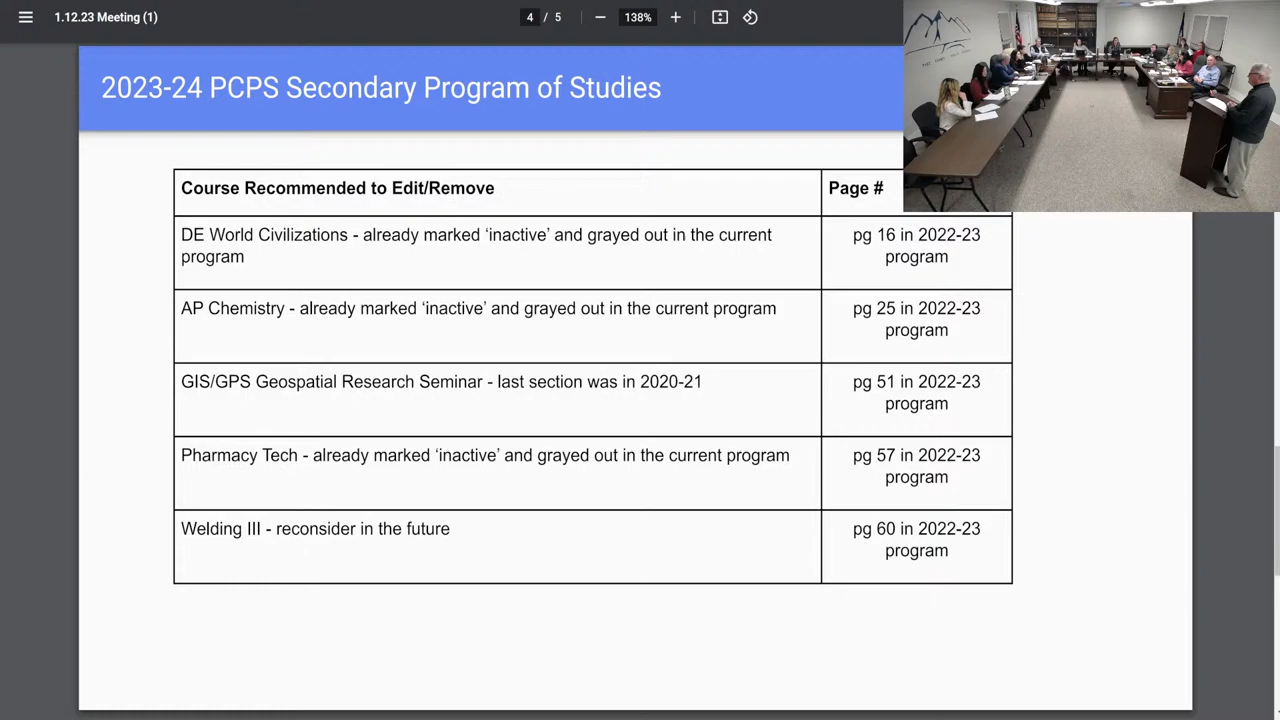 1.12.23 Meeting (1)
4 / 5
138%
2023-24 PCPS Secondary Program of Studies
Course Recommended to Edit/Remove
Page #
DE World Civilizations - already marked ‘inactive’ and grayed out in the current
program
pg 16 in 2022-23
program
AP Chemistry - already marked ‘inactive’ and grayed out in the current program
pg 25 in 2022-23
program
GIS/GPS Geospatial Research Seminar - last section was in 2020-21
pg 51 in 2022-23
program
Pharmacy Tech - already marked ‘inactive’ and grayed out in the current program
pg 57 in 2022-23
program
Welding III - reconsider in the future
pg 60 in 2022-23
program